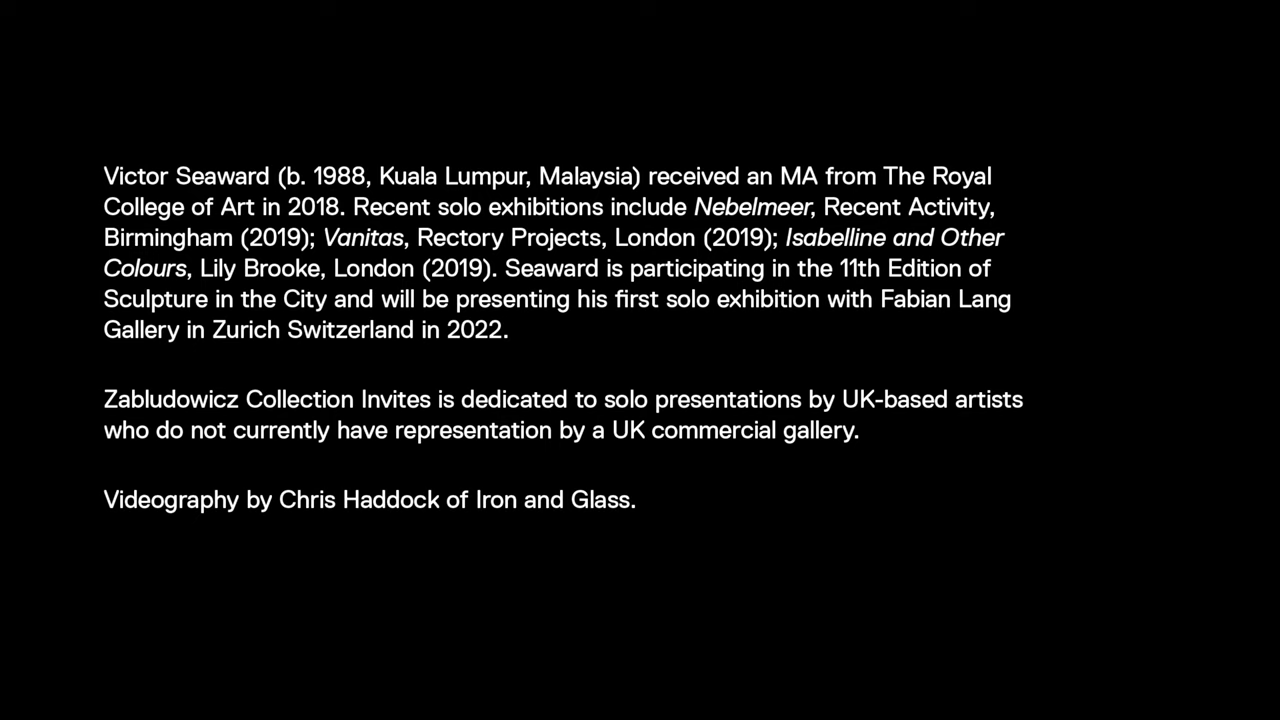 Victor Seaward (b. 1988, Kuala Lumpur, Malaysia) received an MA from The Royal
College of Art in 2018. Recent solo exhibitions include Nebelmeer, Recent Activity,
Birmingham (2019); Vanitas, Rectory Projects, London (2019); Isabelline and Other
Colours, Lily Brooke, London (2019). Seaward is participating in the 11th Edition of
Sculpture in the City and will be presenting his first solo exhibition with Fabian Lang
Gallery in Zurich Switzerland in 2022.
Zabludowicz Collection Invites is dedicated to solo presentations by UK-based artists
who do not currently have representation by a UK commercial gallery.
Videography by Chris Haddock of Iron and Glass.